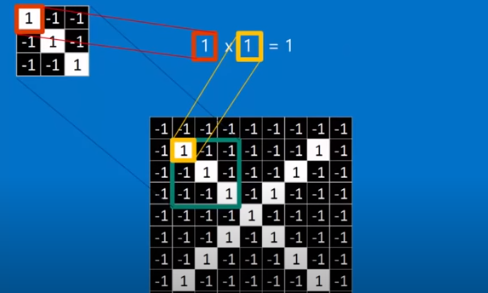 1 -1 -1
-1 1 -1
-1 -1 1
1 x 1 = 1
-1 -1 -1 -1 -1 -1 -1 -1 -1
-1 1 -1 -1 -1 -1 -1 1 -1
-1 -1 1 -1 -1 -1 1 -1 -1
-1 -1 -1 1 -1 1 -1 -1 -1
-1 -1 -1 -1 1 -1 -1 -1 -1
-1 -1 -1 1 -1 1 -1 -1 -1
-1 -1 1 -1 -1 -1 1 -1 -1
-1 1 -1 -1 -1 -1 -1 1 -1